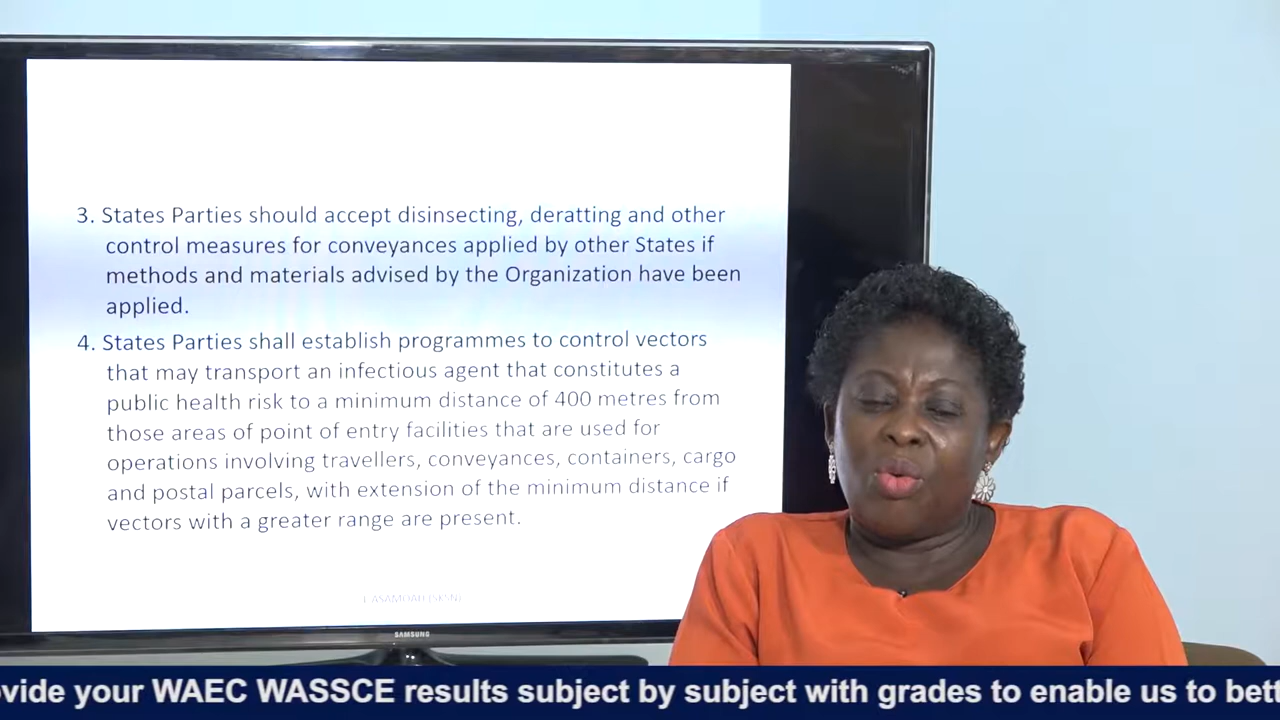 3. States Parties should accept disinsecting, deratting and other
control measures for conveyances applied by other States if
methods and materials advised by the Organization have been
applied.
4. States Parties shall establish programmes to control vectors
that may transport an infectious agent that constitutes a
public health risk to a minimum distance of 400 metres from
those areas of point of entry facilities that are used for
operations involving travellers, conveyances, containers, cargo
and postal parcels, with extension of the minimum distance if
vectors with a greater range are present.
SAMSUNG
ovide your WAEC WASSCE results subject by subject with grades to enable us to bett